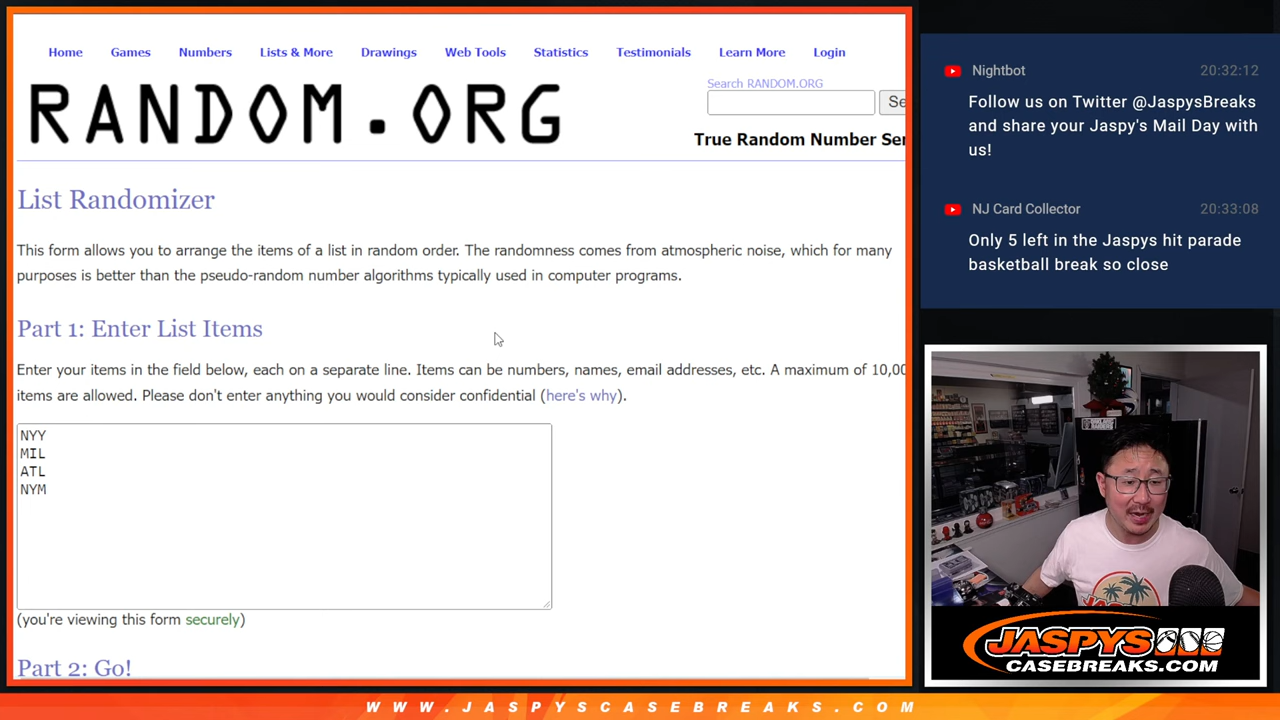 Home Games Numbers Lists & More Drawings Web Tools Statistics Testimonials Learn More Login
RANDOM.ORG
Search RANDOM.ORG
True Random Number Ser
List Randomizer
This form allows you to arrange the items of a list in random order. The randomness comes from atmospheric noise, which for many
purposes is better than the pseudo-random number algorithms typically used in computer programs.
Part 1: Enter List Items
Enter your items in the field below, each on a separate line. Items can be numbers, names, email addresses, etc. A maximum of 10,00
items are allowed. Please don't enter anything you would consider confidential (here's why).
NYY
MIL
ATL
NYM
(you're viewing this form securely)
Part 2: Go!
Nightbot 20:32:12
Follow us on Twitter @JaspysBreaks
and share your Jaspy's Mail Day with
us!
NJ Card Collector 20:33:08
Only 5 left in the Jaspys hit parade
basketball break so close
JASPYS
CASEBREAKS.COM
WWW.JASPYSCASEBREAKS.COM